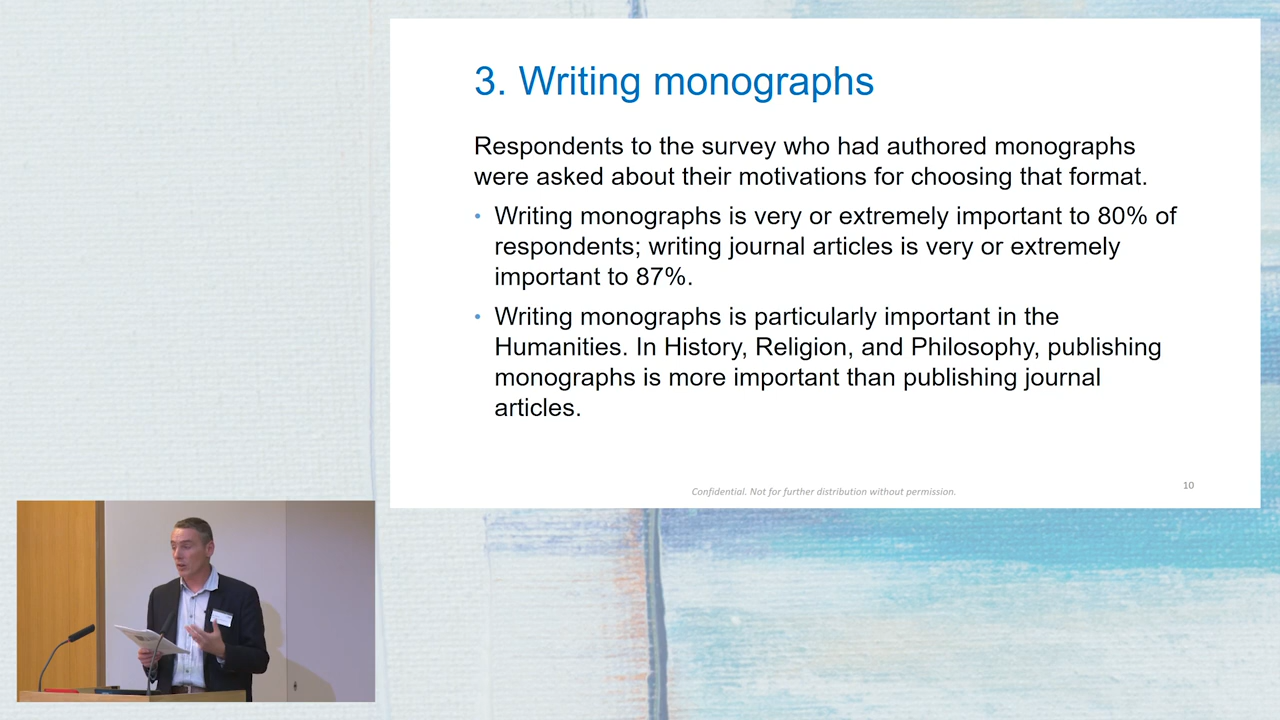 3. Writing monographs
Respondents to the survey who had authored monographs
were asked about their motivations for choosing that format.
• Writing monographs is very or extremely important to 80% of
respondents; writing journal articles is very or extremely
important to 87%.
• Writing monographs is particularly important in the
Humanities. In History, Religion, and Philosophy, publishing
monographs is more important than publishing journal
articles.
Confidential. Not for further distribution without permission.
10